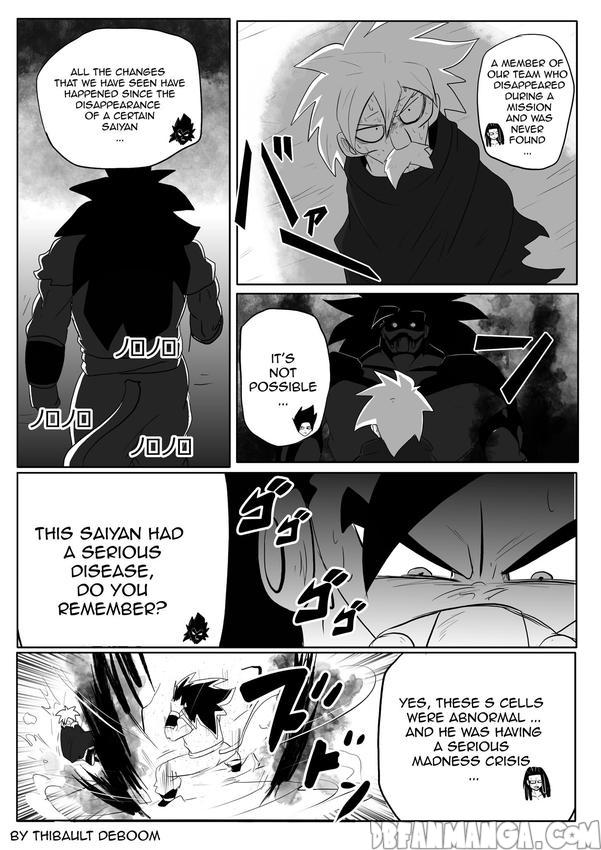 ALL THE CHANGES
THAT WE HAVE SEEN HAVE
HAPPENED SINCE THE
DISAPPEARANCE
OF A CERTAIN
SAIYAN
...
A MEMBER OF
OUR TEAM WHO
DISAPPEARED
DURING A
MISSION
AND WAS
NEVER
FOUND ...
バァ
ノロノロ
ノロノロ
ノロノロ
IT'S
NOT
POSSIBLE
...
THIS SAIYAN HAD
A SERIOUS
DISEASE,
DO YOU
REMEMBER?
ゴゴゴ
YES, THESE S CELLS
WERE ABNORMAL ...
AND HE WAS HAVING
A SERIOUS
MADNESS CRISIS
...
BY THIBAULT DEBOOM
DBFANMANGA.COM